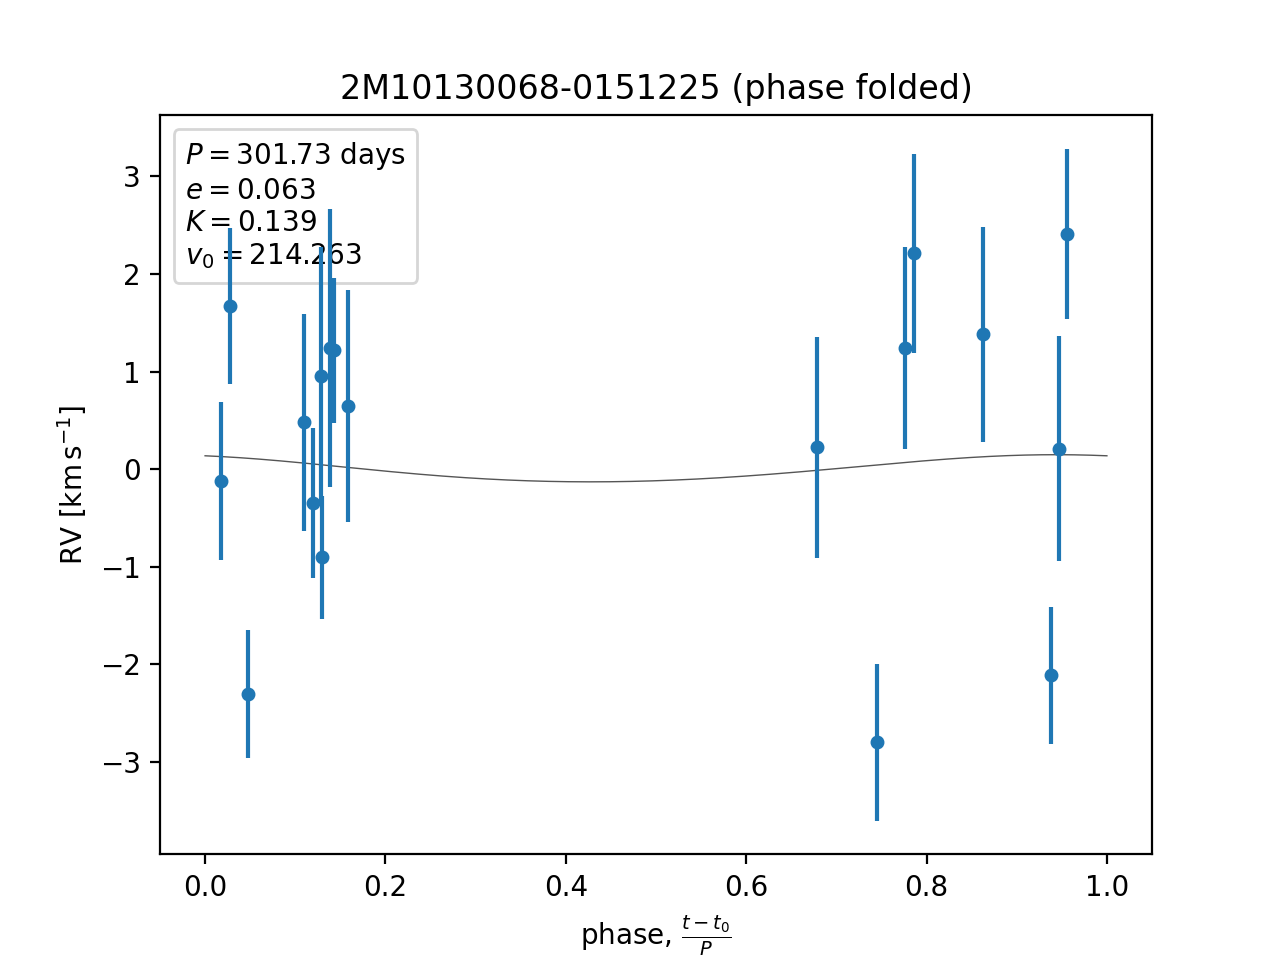 2M10130068-0151225 (phase folded)
P = 301.73 days
e = 0.063
K = 0.139
v₀ = 214.263
RV [km s⁻¹]
3
2
1
0
−1
−2
−3
0.0 0.2 0.4 0.6 0.8 1.0
phase, (t − t₀)/P